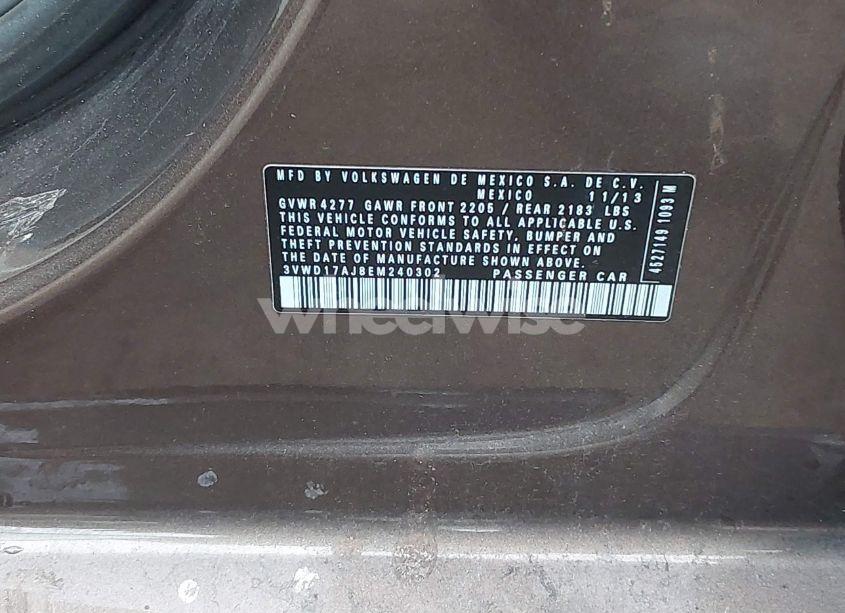 MFD BY VOLKSWAGEN DE MEXICO S.A. DE C.V.
MEXICO 11/13
GVWR 4277 GAWR FRONT 2205 / REAR 2183 LBS
THIS VEHICLE CONFORMS TO ALL APPLICABLE U.S.
FEDERAL MOTOR VEHICLE SAFETY, BUMPER AND
THEFT PREVENTION STANDARDS IN EFFECT ON
THE DATE OF MANUFACTURE SHOWN ABOVE.
3VWD17AJ8EM240302 PASSENGER CAR
4527149 1093 M
wheelwise